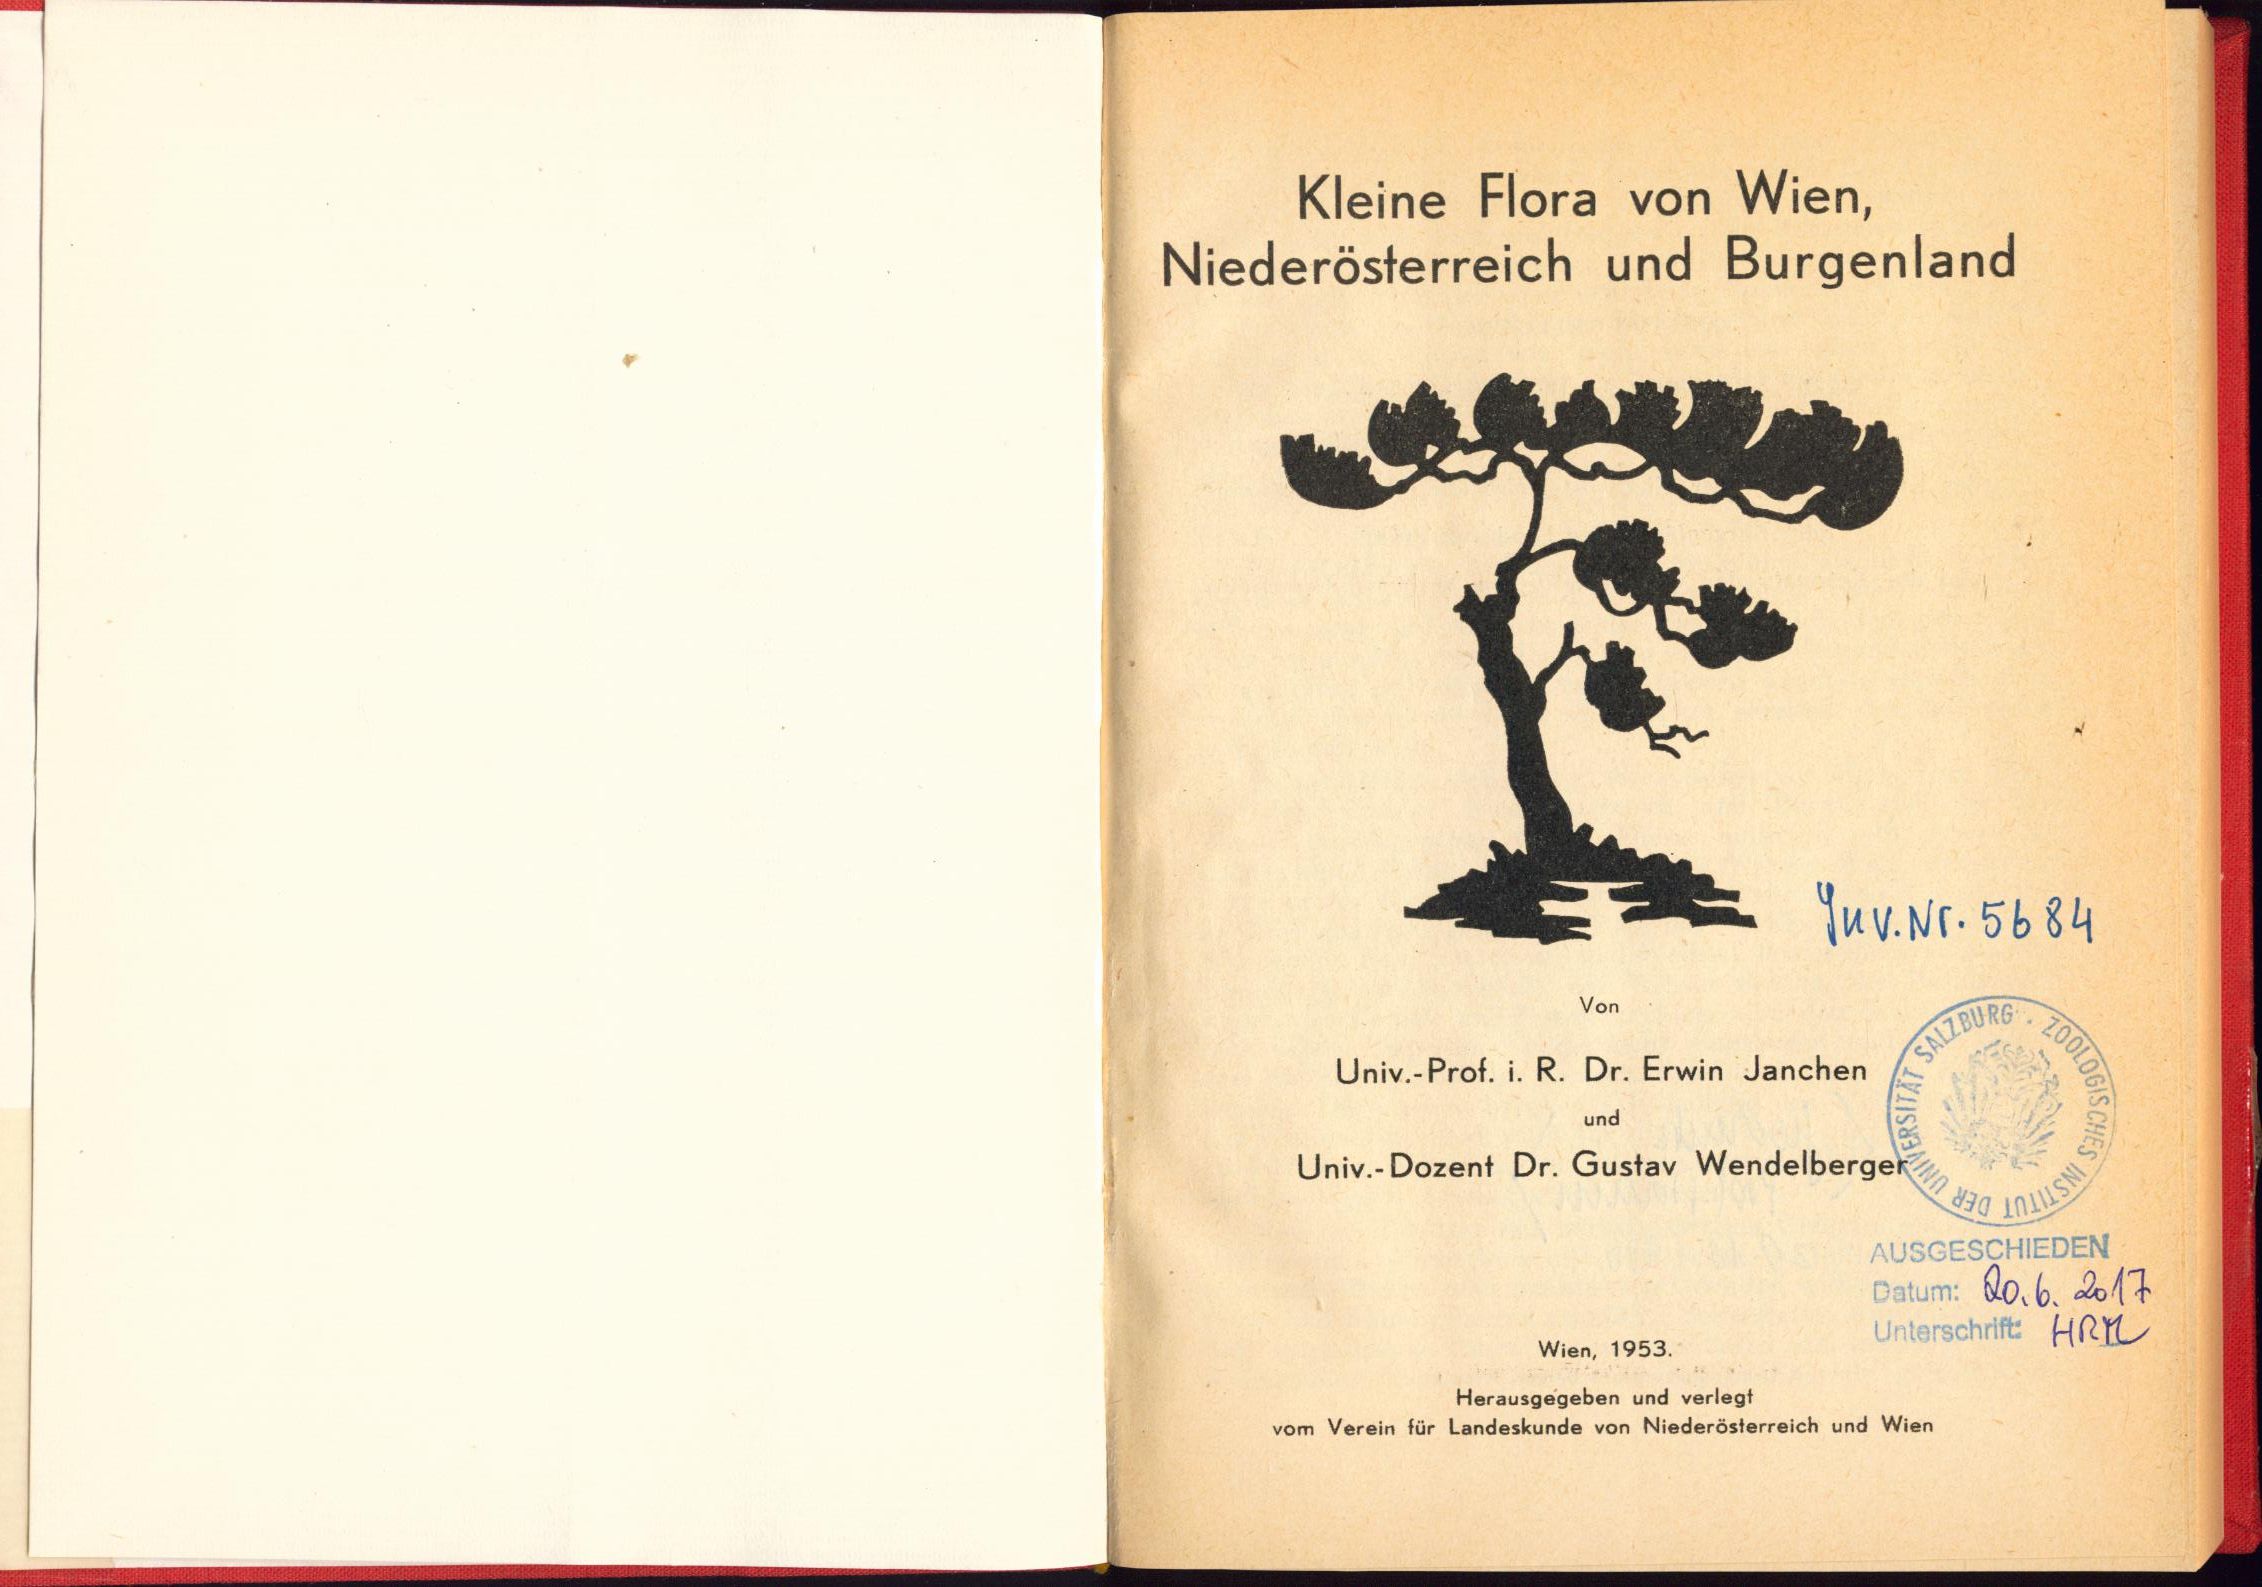 Kleine Flora von Wien,
Niederösterreich und Burgenland
Inv.Nr. 5684
Von
Univ.-Prof. i. R. Dr. Erwin Janchen
und
Univ.-Dozent Dr. Gustav Wendelberger
ZOOLOGISCHES INSTITUT DER UNIVERSITÄT SALZBURG ·
AUSGESCHIEDEN
Datum: 20.6.2017
Unterschrift:
Wien, 1953.
Herausgegeben und verlegt
vom Verein für Landeskunde von Niederösterreich und Wien